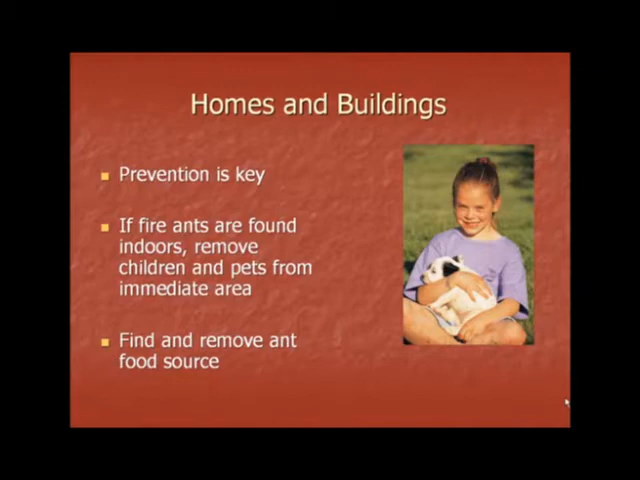 Homes and Buildings
Prevention is key
If fire ants are found
indoors, remove
children and pets from
immediate area
Find and remove ant
food source